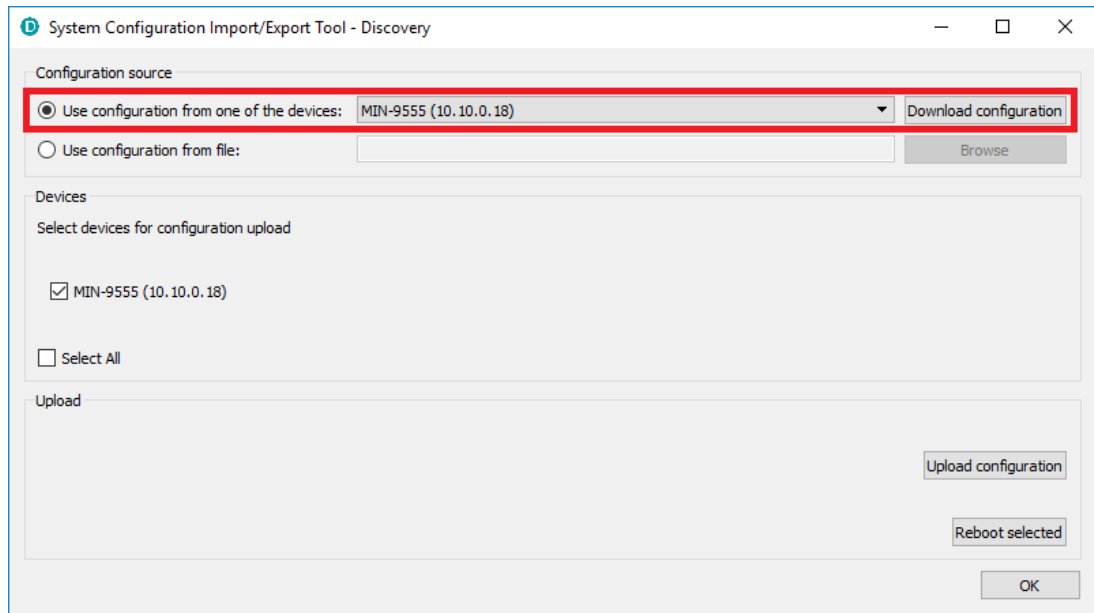 System Configuration Import/Export Tool - Discovery
Configuration source
Use configuration from one of the devices: MIN-9555 (10.10.0.18) Download configuration
Use configuration from file: Browse
Devices
Select devices for configuration upload
MIN-9555 (10.10.0.18)
Select All
Upload
Upload configuration
Reboot selected
OK